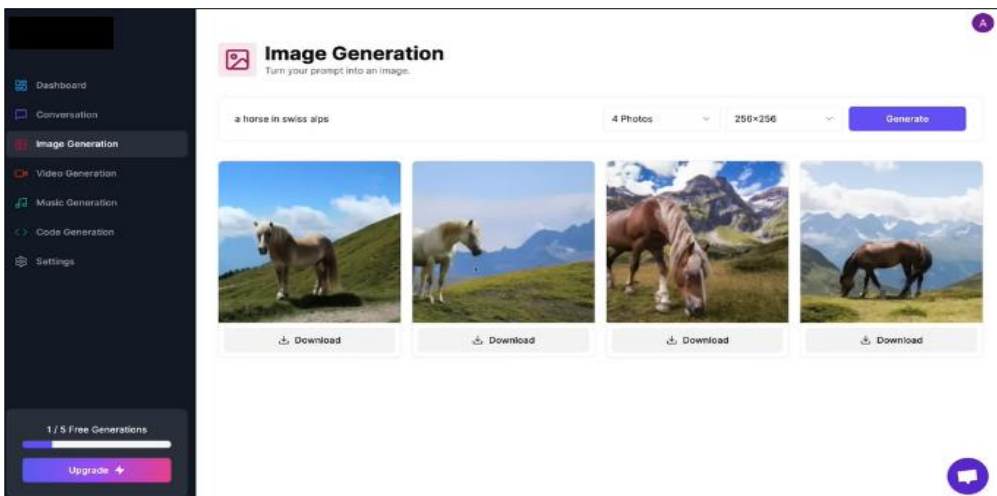 A
Image Generation
Turn your prompt into an image.
Dashboard
Conversation
Image Generation
Video Generation
Music Generation
Code Generation
Settings
a horse in swiss alps
4 Photos
256×256
Generate
Download
Download
Download
Download
1 / 5 Free Generations
Upgrade